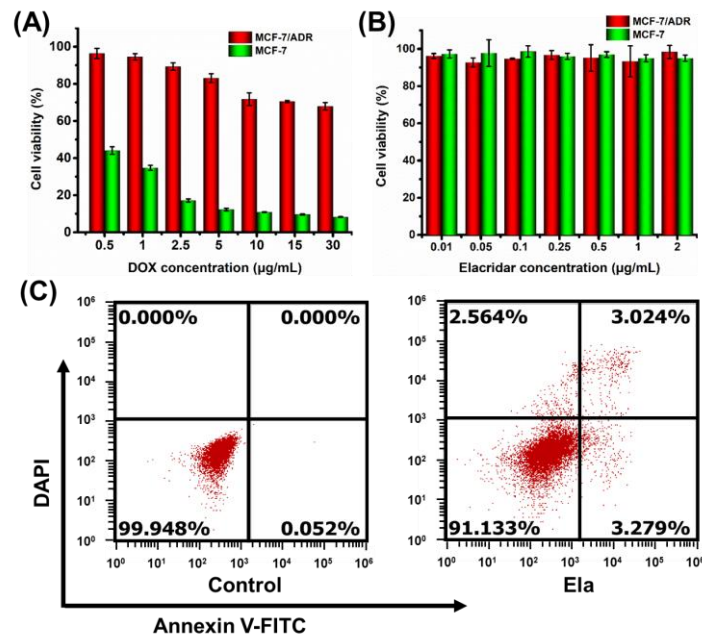 (A)
MCF-7/ADR
MCF-7
Cell viability (%)
100
80
60
40
20
0
0.5 1 2.5 5 10 15 30
DOX concentration (µg/mL)
(B)
MCF-7/ADR
MCF-7
Cell viability (%)
100
80
60
40
20
0
0.01 0.05 0.1 0.25 0.5 1 2
Elacridar concentration (µg/mL)
(C)
DAPI
10⁶
10⁵
10⁴
10³
10²
10¹
10⁰
0.000% 0.000%
99.948% 0.052%
10⁰ 10¹ 10² 10³ 10⁴ 10⁵ 10⁶
Control
10⁶
10⁵
10⁴
10³
10²
10¹
10⁰
2.564% 3.024%
91.133% 3.279%
10⁰ 10¹ 10² 10³ 10⁴ 10⁵ 10⁶
Ela
Annexin V-FITC